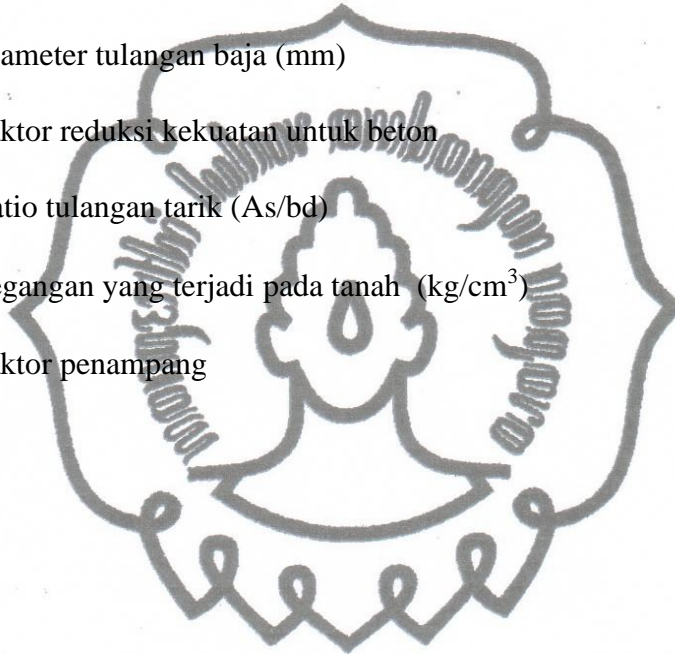 ameter tulangan baja (mm)
ktor reduksi kekuatan untuk beton
atio tulangan tarik (As/bd)
egangan yang terjadi pada tanah (kg/cm³)
ktor penampang